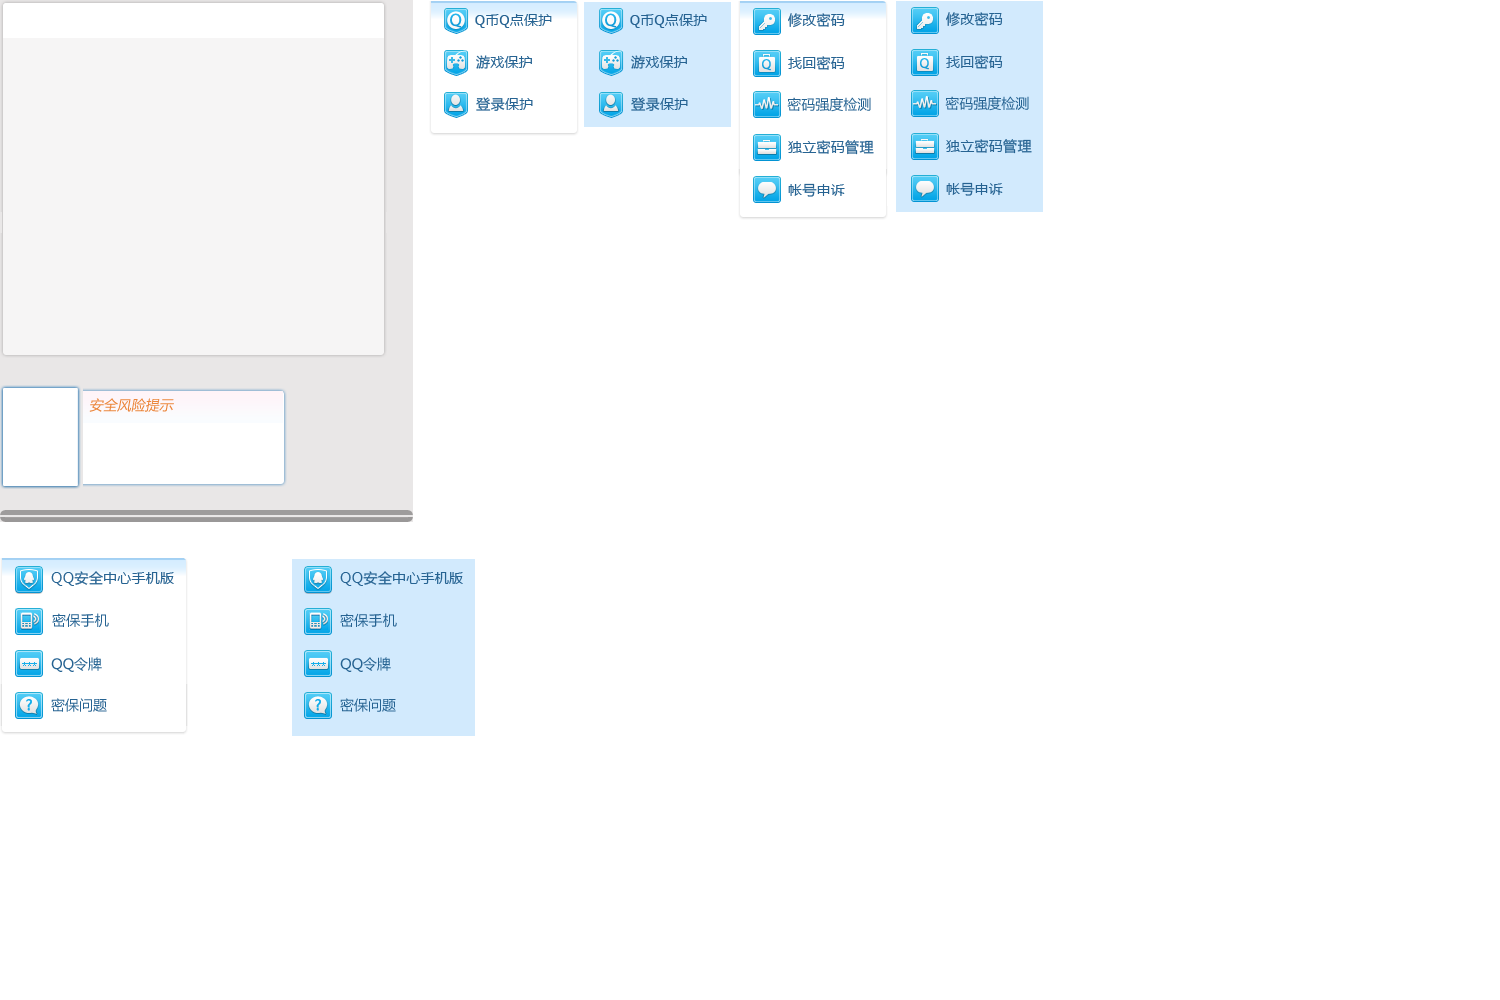 Q币Q点保护
游戏保护
登录保护
Q币Q点保护
游戏保护
登录保护
修改密码
找回密码
密码强度检测
独立密码管理
帐号申诉
修改密码
找回密码
密码强度检测
独立密码管理
帐号申诉
安全风险提示
QQ安全中心手机版
密保手机
QQ令牌
密保问题
QQ安全中心手机版
密保手机
QQ令牌
密保问题